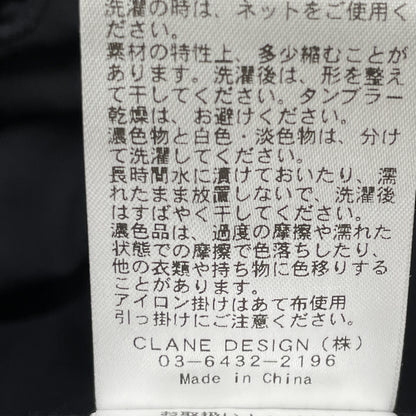 洗濯の時は、ネットをご使用く
ださい。
素材の特性上、多少縮むことが
あります。洗濯後は、形を整え
て干してください。タンブラー
乾燥は、お避けください。
濃色物と白色・淡色物は、分け
て洗濯してください。
長時間水に漬けておいたり、濡
れたまま放置しないで、洗濯後
はすばやく干してください。
濃色品は、過度の摩擦や濡れた
状態での摩擦で色落ちしたり、
他の衣類や持ち物に色移りする
ことがあります。
アイロン掛けはあて布使用
引っ掛けにご注意ください。
CLANE DESIGN (株)
03-6432-2196
Made in China